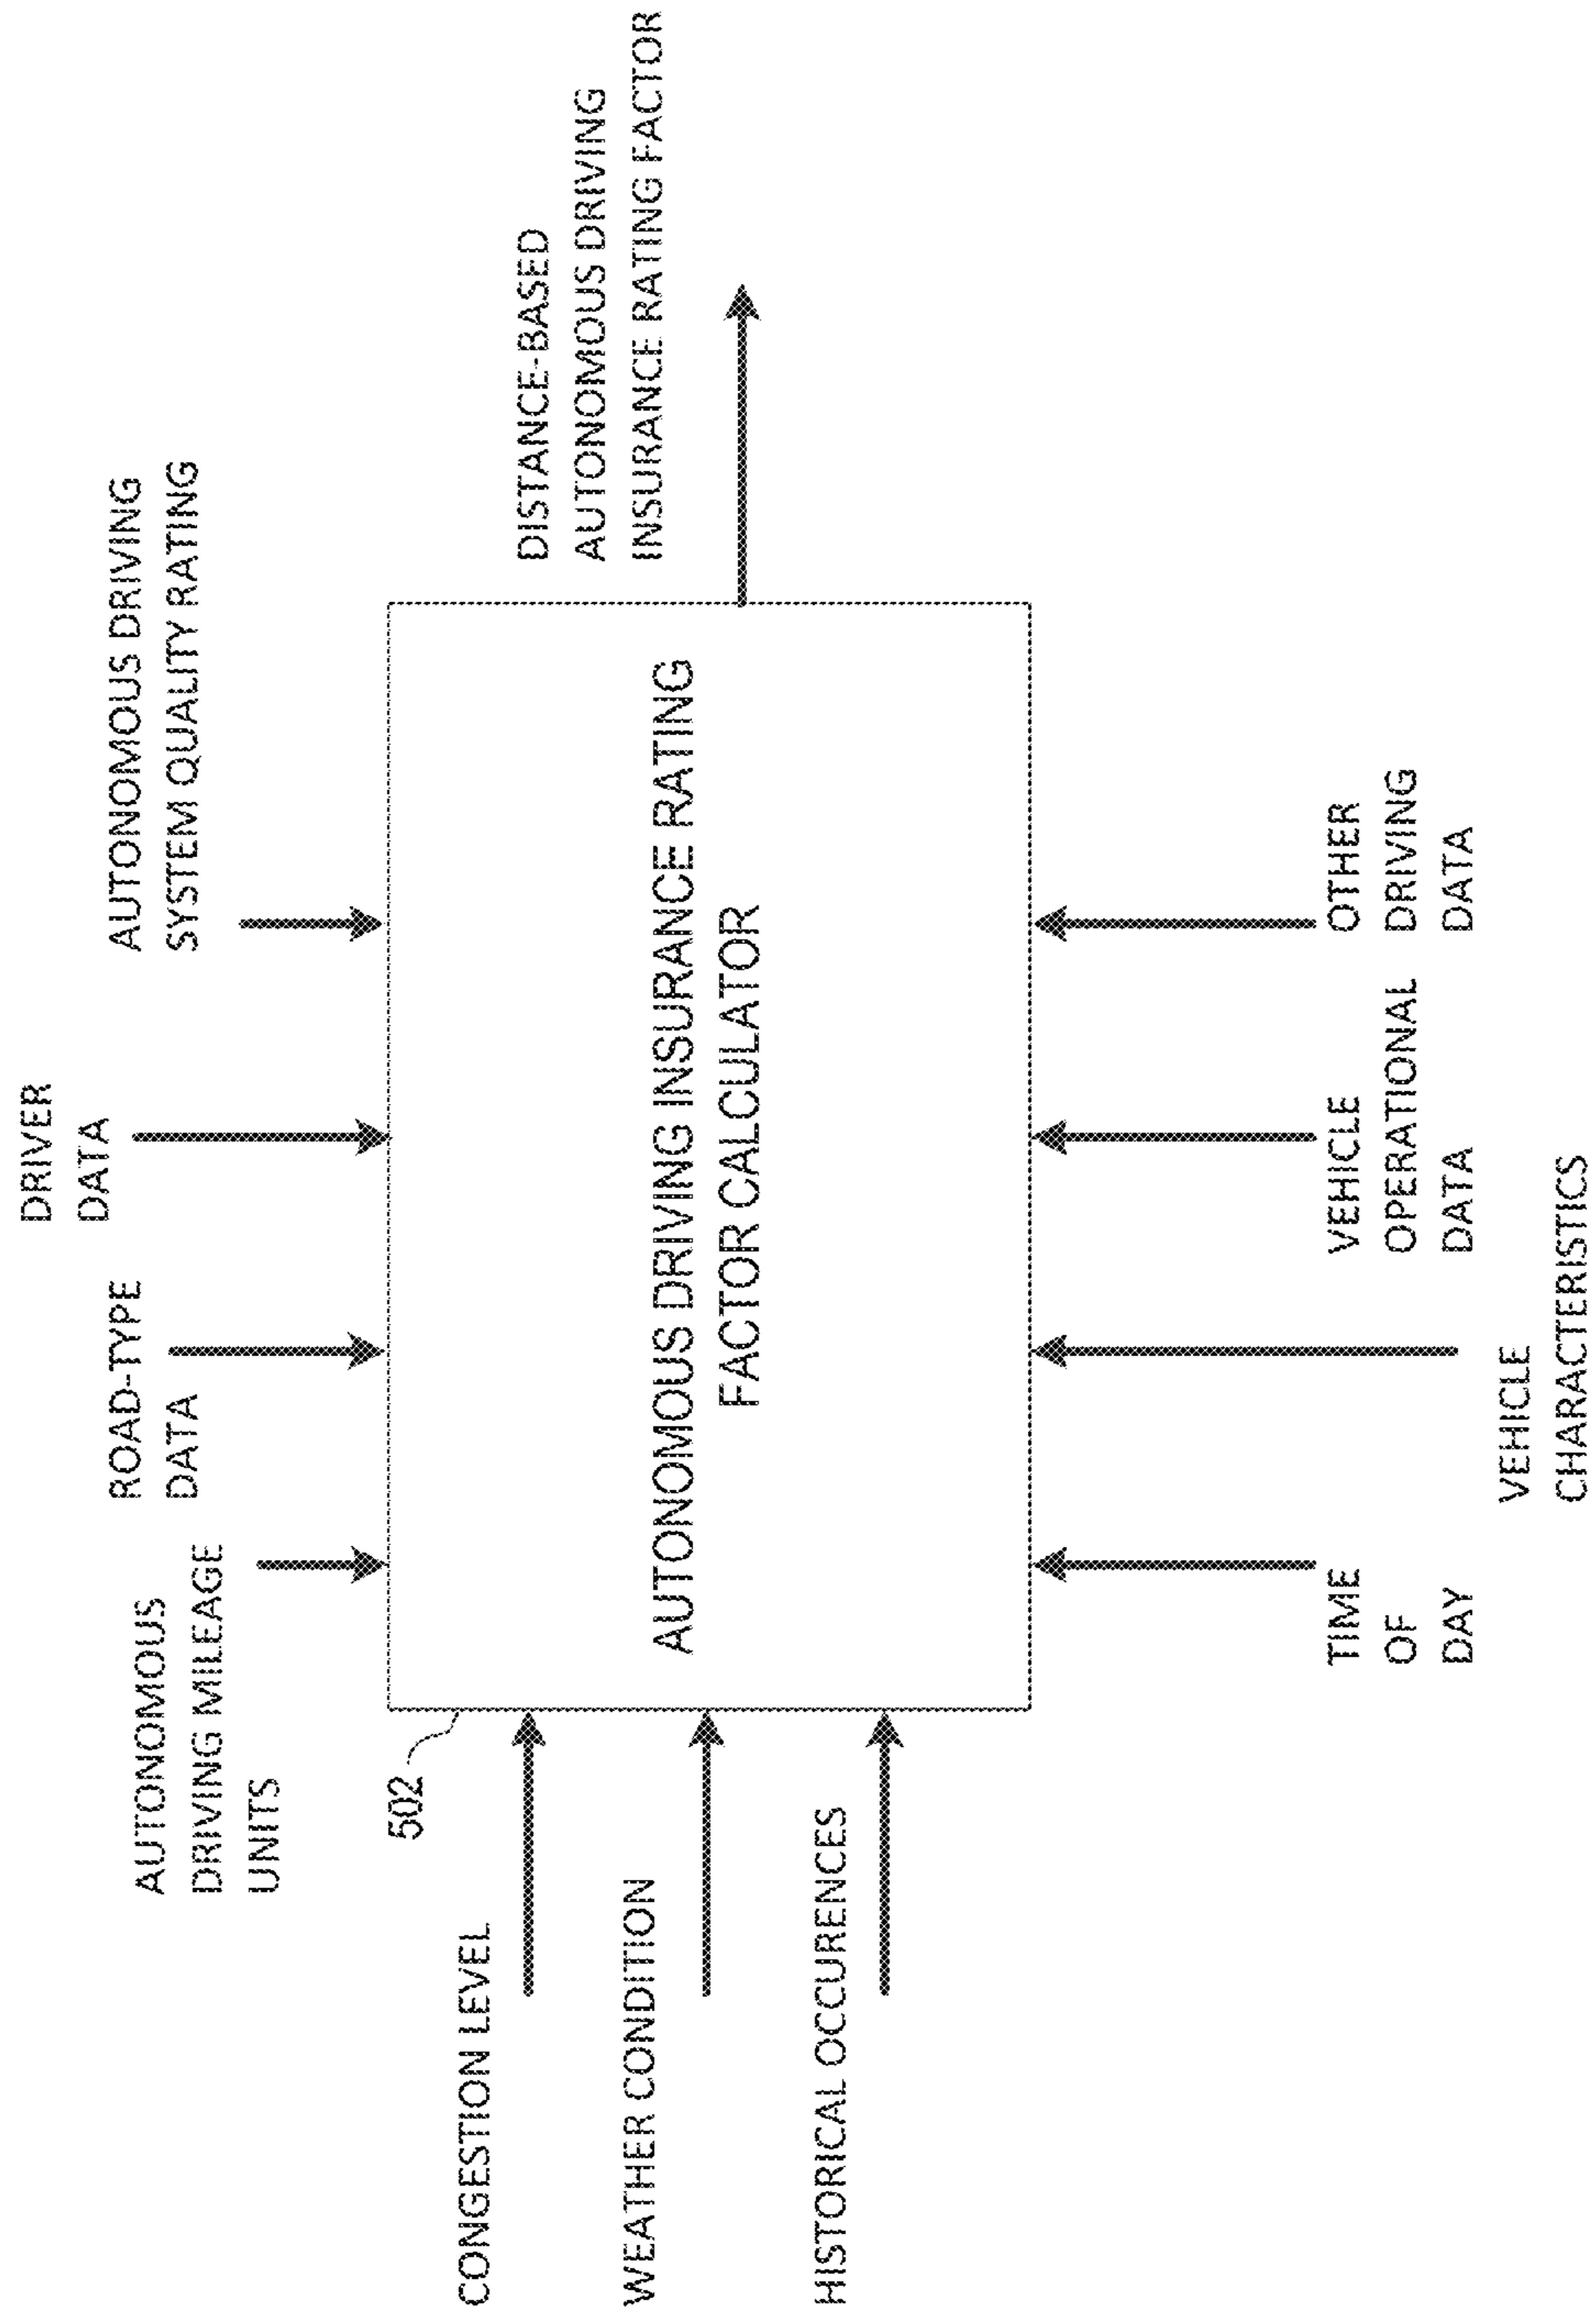 AUTONOMOUS
DRIVING MILEAGE
UNITS
ROAD-TYPE
DATA
DRIVER
DATA
AUTONOMOUS DRIVING
SYSTEM QUALITY RATING
502
CONGESTION LEVEL
WEATHER CONDITION
HISTORICAL OCCURENCES
AUTONOMOUS DRIVING INSURANCE RATING
FACTOR CALCULATOR
DISTANCE-BASED
AUTONOMOUS DRIVING
INSURANCE RATING FACTOR
TIME
OF
DAY
VEHICLE
CHARACTERISTICS
VEHICLE
OPERATIONAL
DATA
OTHER
DRIVING
DATA